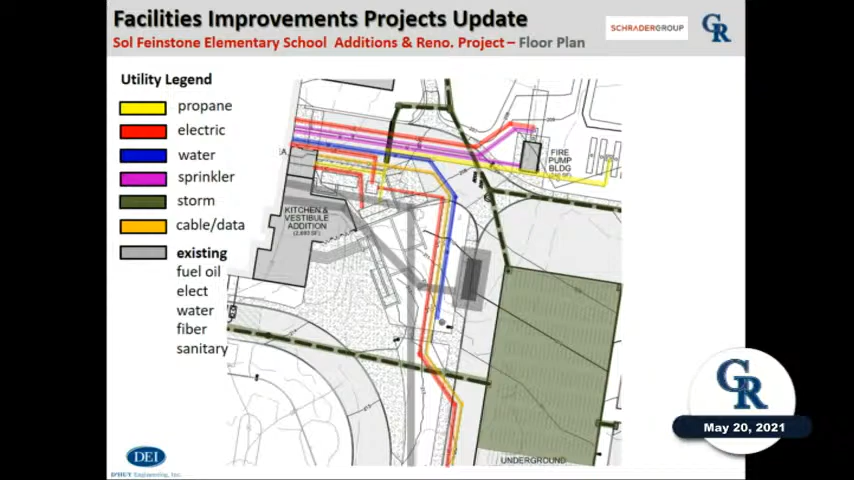 Facilities Improvements Projects Update
Sol Feinstone Elementary School Additions & Reno. Project – Floor Plan
SCHRADERGROUP
GR
Utility Legend
propane
electric
water
sprinkler
storm
cable/data
existing
fuel oil
elect
water
fiber
sanitary
FIRE
PUMP
BLDG
KITCHEN &
VESTIBULE
ADDITION
UNDERGROUND
GR
May 20, 2021
DEI
Engineering, Inc.